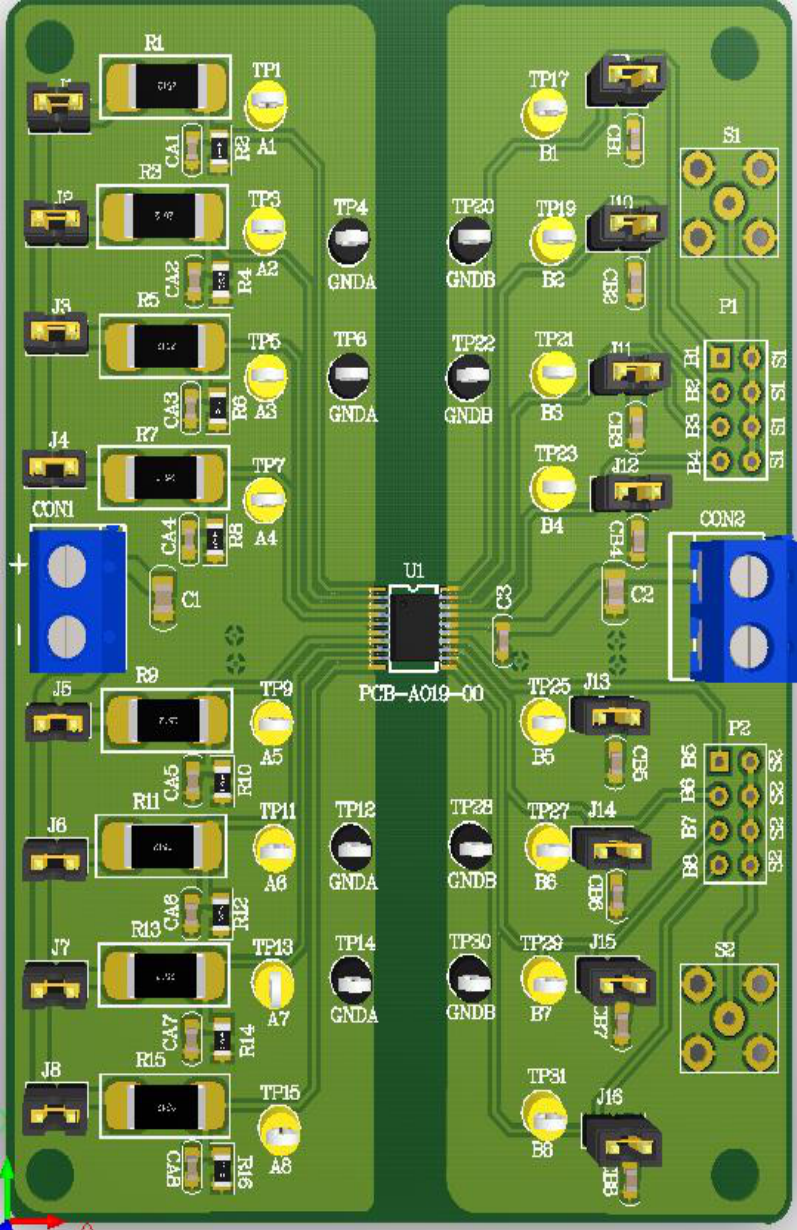 R1
TP1
TP17
CA1
R2
A1
B1
CB1
S1
J2
R3
TP3
TP4
TP20
TP19
J10
CA2
R4
A2
GNDA
GNDB
B2
CB2
P1
J3
R5
TP5
TP6
TP22
TP21
J11
B1
S1
CA3
R6
A3
GNDA
GNDB
B3
CB3
B2
S1
B3
S1
B4
S1
J4
R7
TP7
TP23
J12
CON1
CA4
R8
A4
B4
CB4
CON2
+
-
C1
U1
C3
C2
PCB-A019-00
J5
R9
TP9
TP25
J13
P2
CA5
R10
A5
B5
CB5
B5
S2
B6
S2
B7
S2
B8
S2
J6
R11
TP11
TP12
TP28
TP27
J14
CA6
R12
A6
GNDA
GNDB
B6
CB6
J7
R13
TP13
TP14
TP30
TP29
J15
S2
CA7
R14
A7
GNDA
GNDB
B7
CB7
J8
R15
TP15
TP31
J16
CA8
R16
A8
B8
CB8